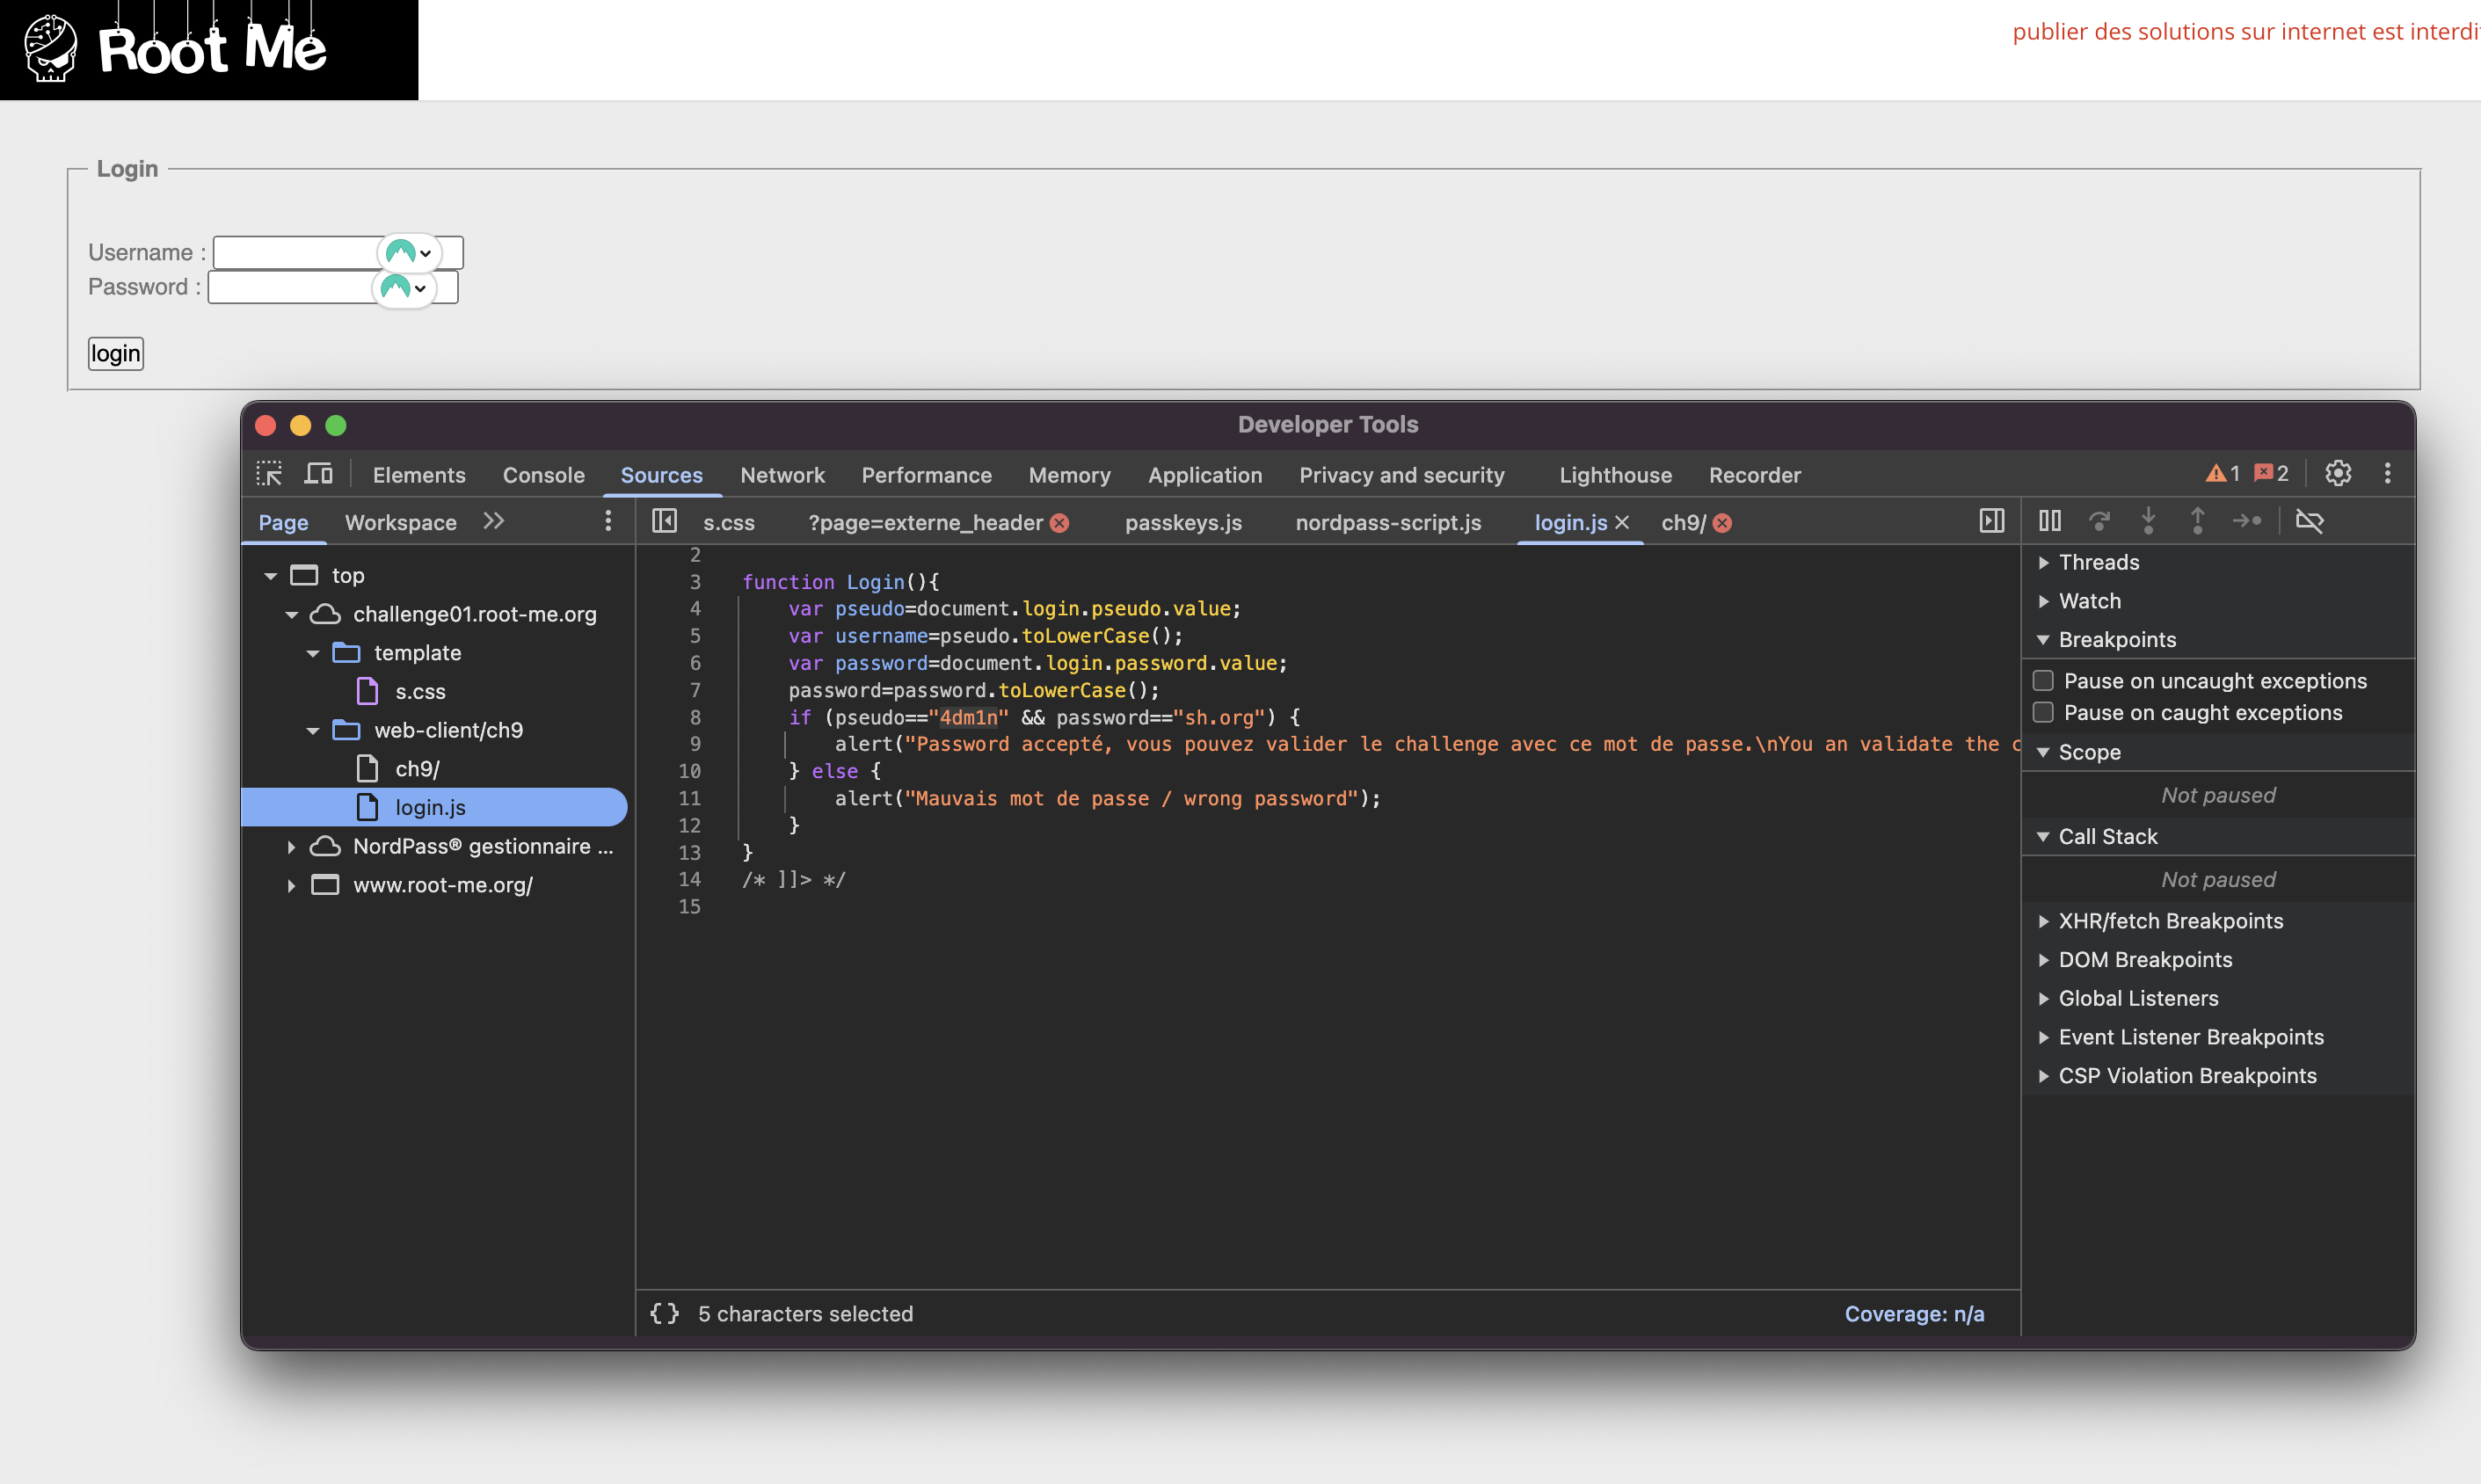 Root Me
publier des solutions sur internet est interdi
Login
Username :
Password :
login
Developer Tools
Elements Console Sources Network Performance Memory Application Privacy and security Lighthouse Recorder 1 2
Page Workspace
s.css ?page=externe_header passkeys.js nordpass-script.js login.js ch9/
top
challenge01.root-me.org
template
s.css
web-client/ch9
ch9/
login.js
NordPass® gestionnaire ...
www.root-me.org/
2
3 function Login(){
4 var pseudo=document.login.pseudo.value;
5 var username=pseudo.toLowerCase();
6 var password=document.login.password.value;
7 password=password.toLowerCase();
8 if (pseudo=="4dm1n" && password=="sh.org") {
9 alert("Password accepté, vous pouvez valider le challenge avec ce mot de passe.\nYou an validate the c
10 } else {
11 alert("Mauvais mot de passe / wrong password");
12 }
13 }
14 /* ]]> */
15
{} 5 characters selected
Coverage: n/a
Threads
Watch
Breakpoints
Pause on uncaught exceptions
Pause on caught exceptions
Scope
Not paused
Call Stack
Not paused
XHR/fetch Breakpoints
DOM Breakpoints
Global Listeners
Event Listener Breakpoints
CSP Violation Breakpoints